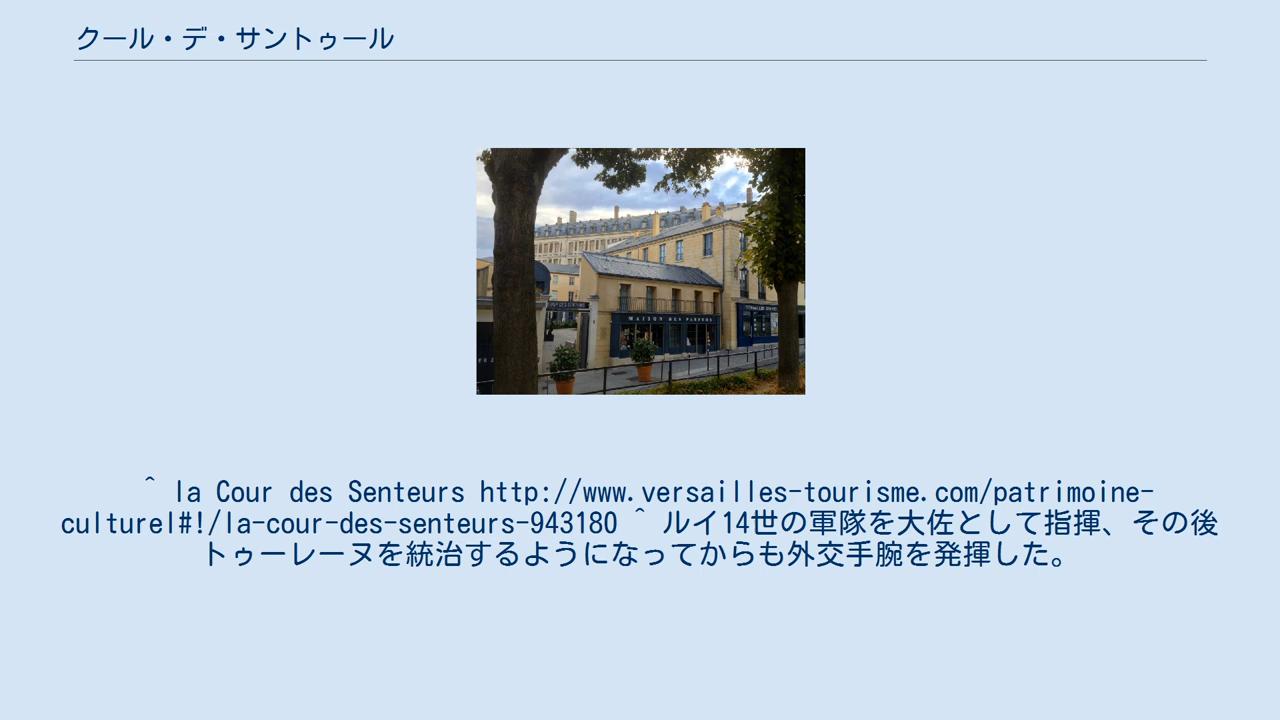 クール・デ・サントゥール
MAISON DES PARFUMS
^ la Cour des Senteurs http://www.versailles-tourisme.com/patrimoine-
culturel#!/la-cour-des-senteurs-943180 ^ ルイ14世の軍隊を大佐として指揮、その後
トゥーレーヌを統治するようになってからも外交手腕を発揮した。